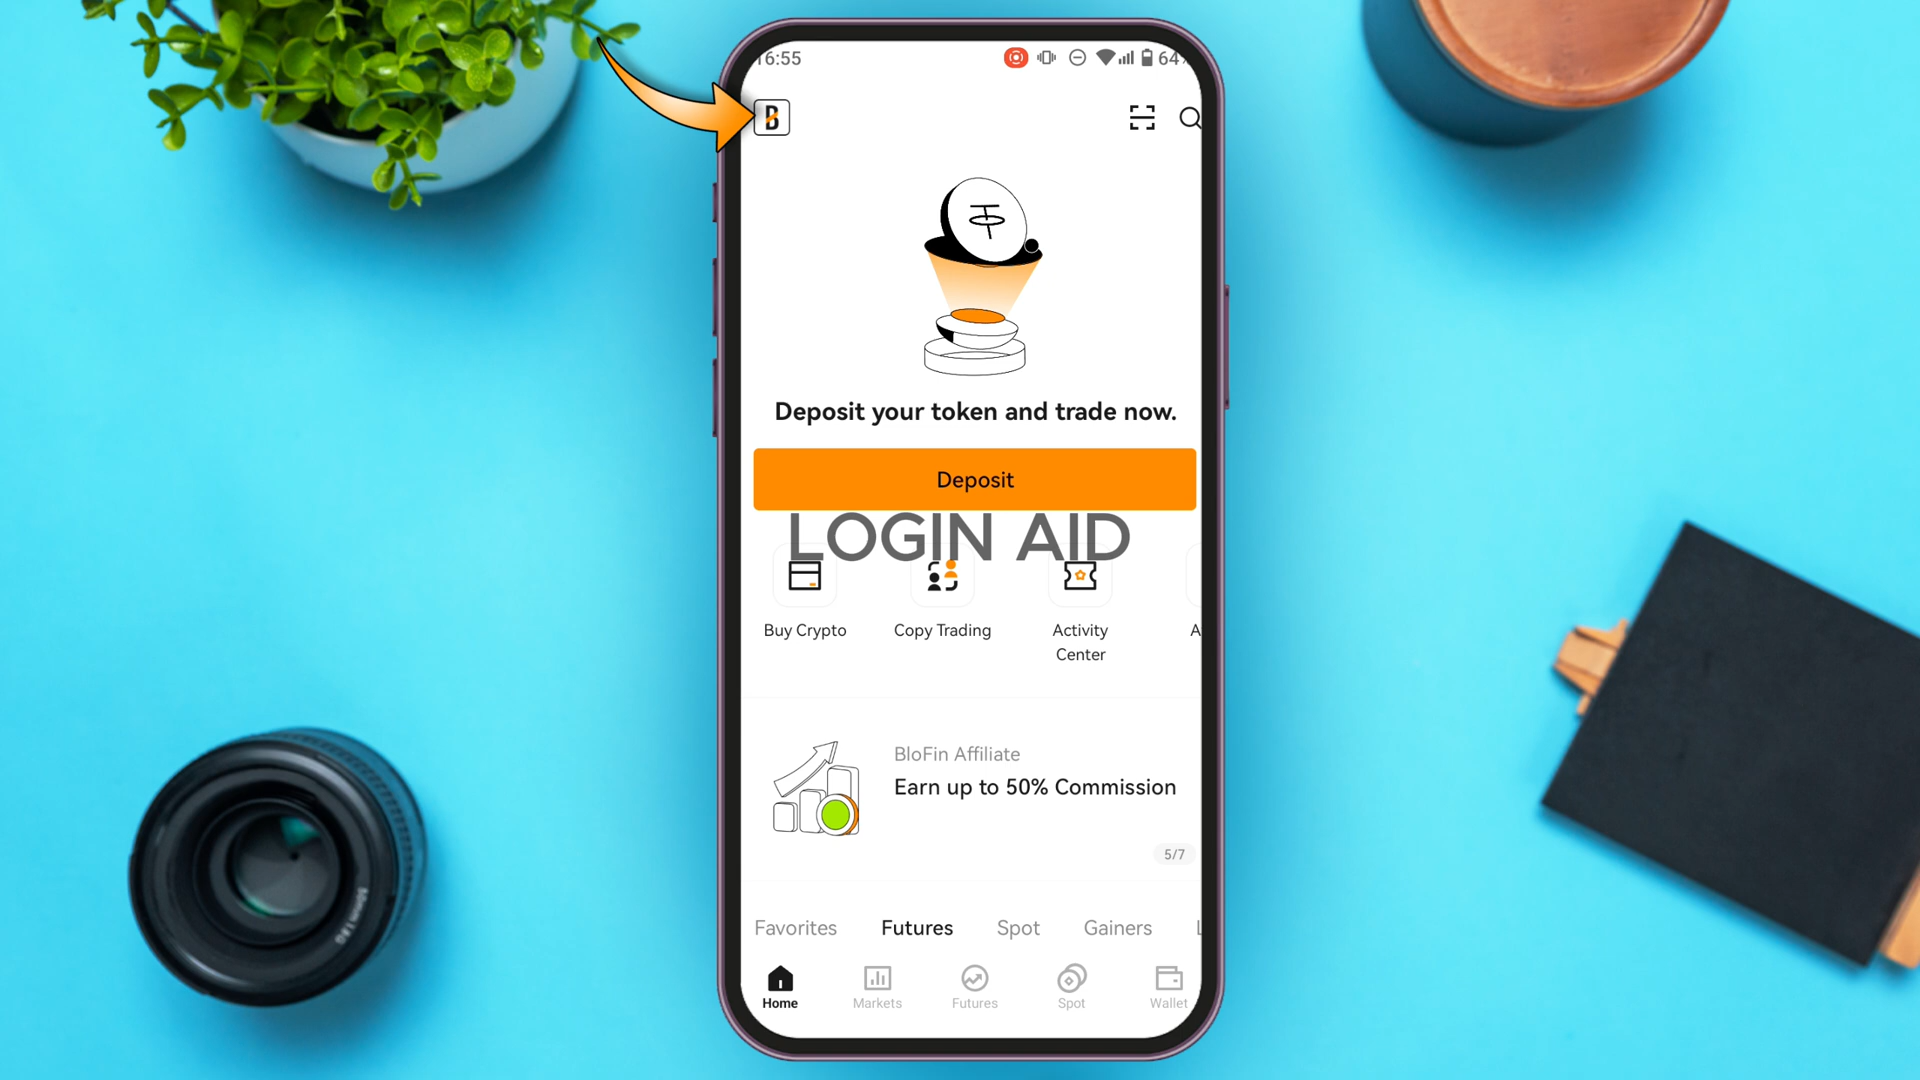 16:55
64%
B
Deposit your token and trade now.
Deposit
LOGIN AID
Buy Crypto
Copy Trading
Activity
Center
A
BloFin Affiliate
Earn up to 50% Commission
5/7
Favorites
Futures
Spot
Gainers
L
Home
Markets
Futures
Spot
Wallet